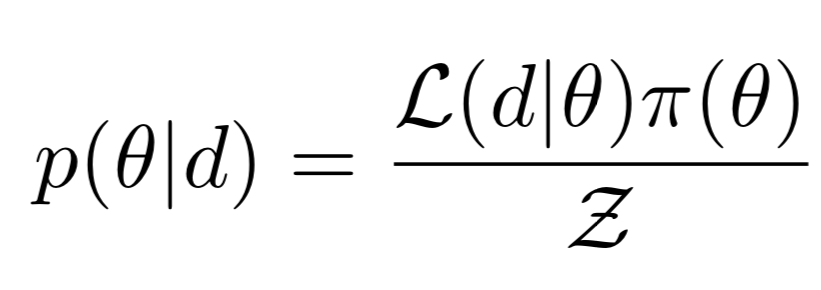 p(θ|d) = ℒ(d|θ)π(θ) / 𝒵